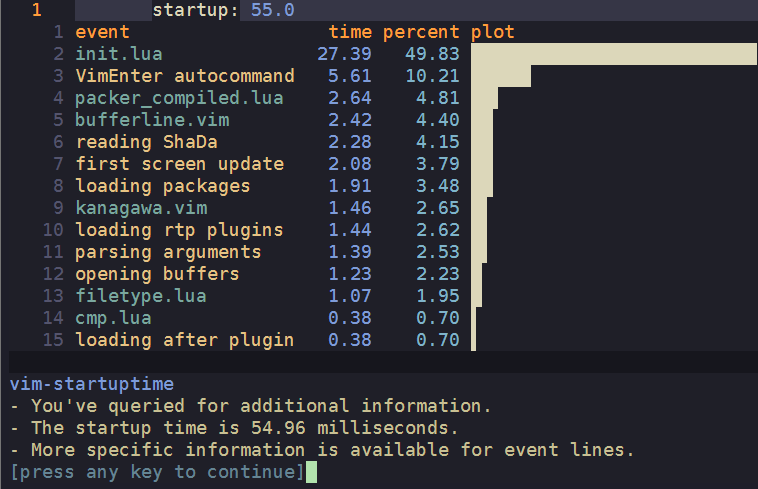 1 startup: 55.0
1 event time percent plot
2 init.lua 27.39 49.83
3 VimEnter autocommand 5.61 10.21
4 packer_compiled.lua 2.64 4.81
5 bufferline.vim 2.42 4.40
6 reading ShaDa 2.28 4.15
7 first screen update 2.08 3.79
8 loading packages 1.91 3.48
9 kanagawa.vim 1.46 2.65
10 loading rtp plugins 1.44 2.62
11 parsing arguments 1.39 2.53
12 opening buffers 1.23 2.23
13 filetype.lua 1.07 1.95
14 cmp.lua 0.38 0.70
15 loading after plugin 0.38 0.70
vim-startuptime
- You've queried for additional information.
- The startup time is 54.96 milliseconds.
- More specific information is available for event lines.
[press any key to continue]